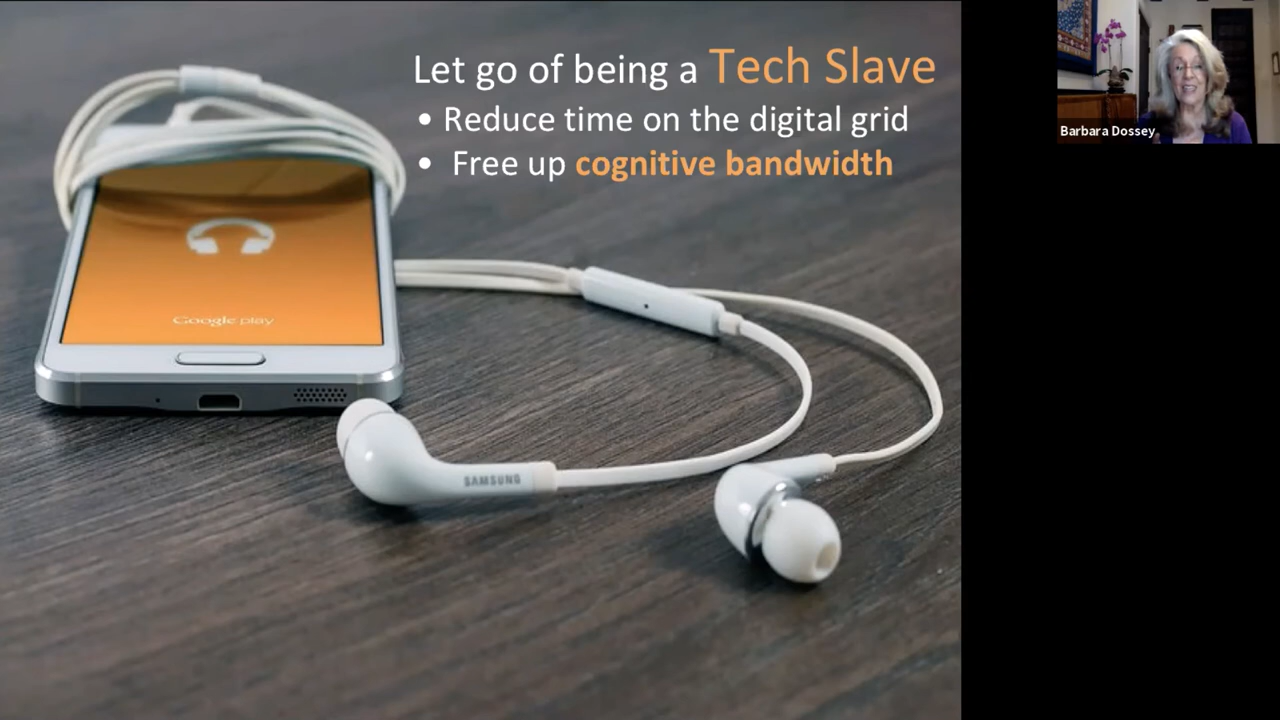 Let go of being a Tech Slave
• Reduce time on the digital grid
• Free up cognitive bandwidth
Barbara Dossey
Google play
SAMSUNG